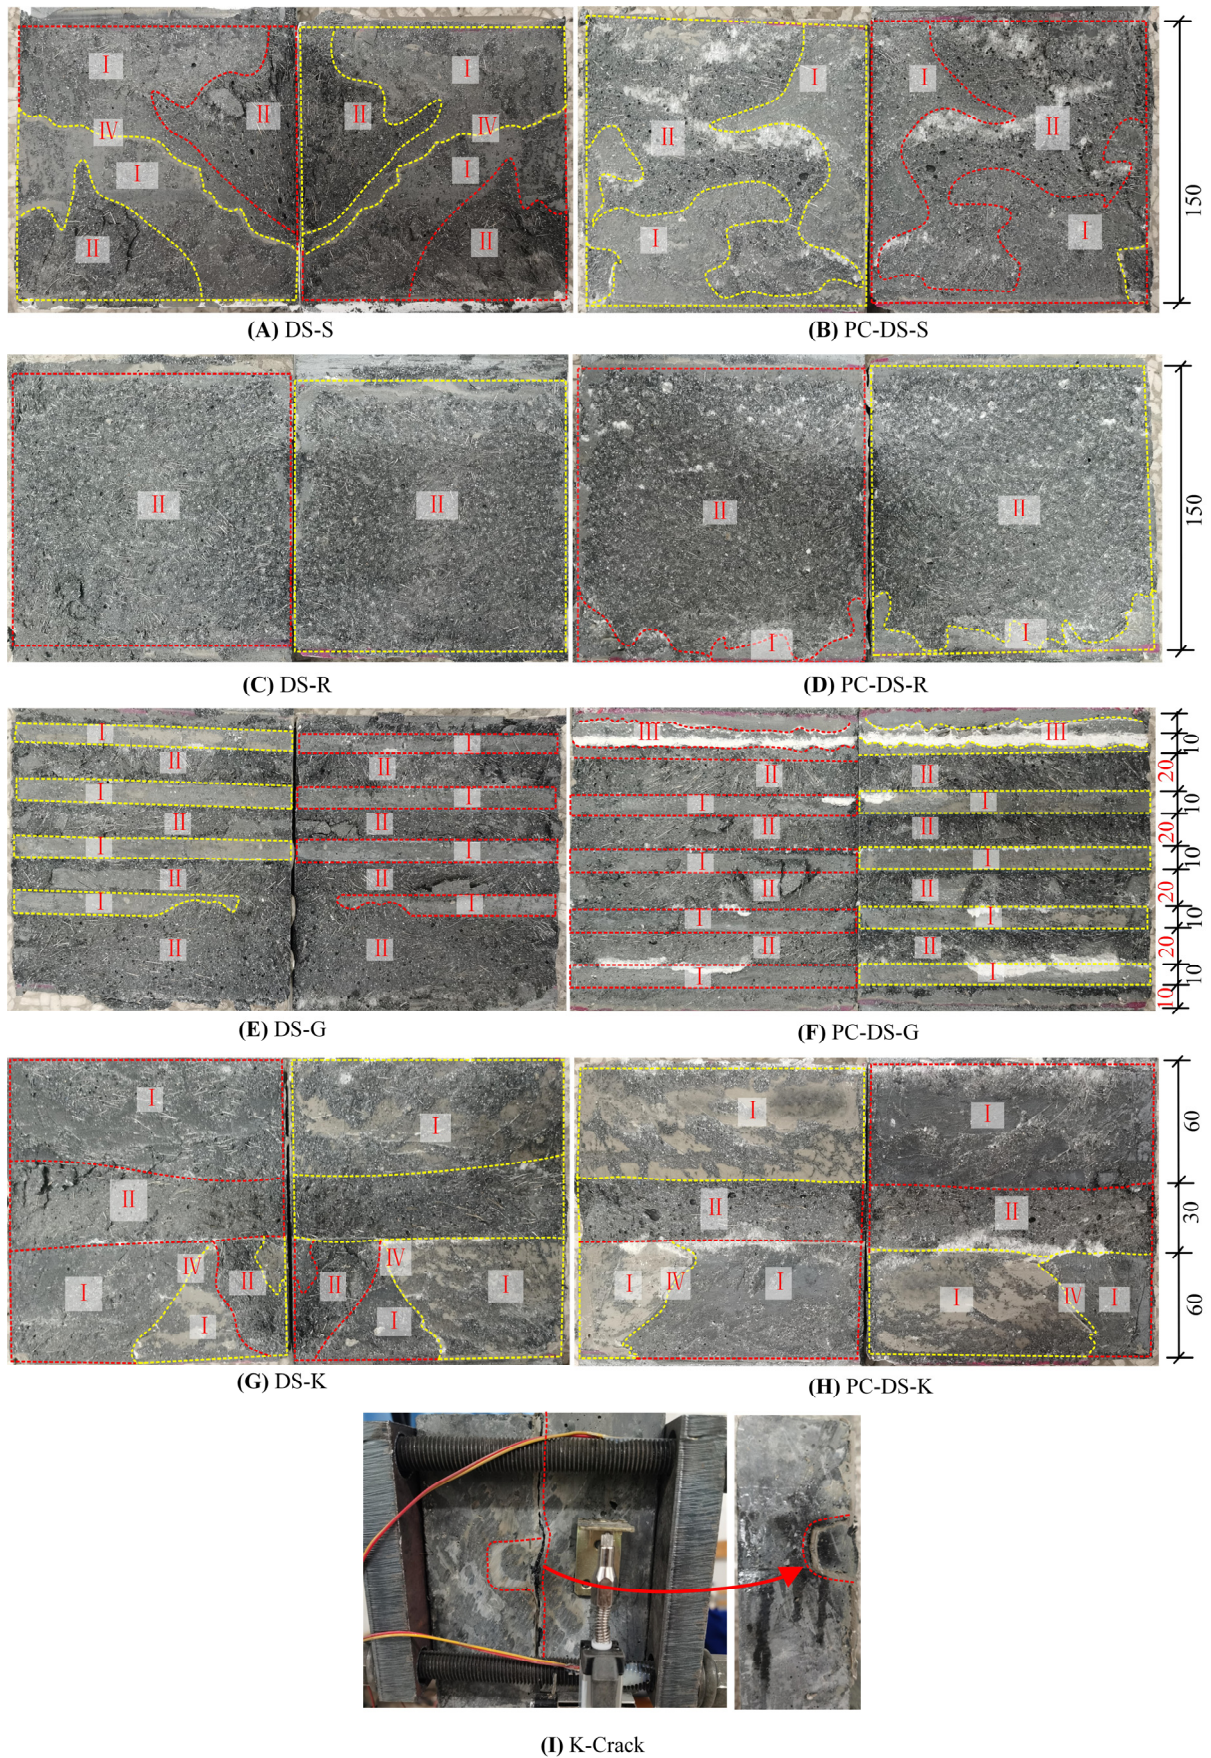 I
I
II
II
IV
IV
I
I
II
II
(A) DS-S
I
I
II
II
I
I
150
(B) PC-DS-S
II
II
(C) DS-R
II
II
I
I
150
(D) PC-DS-R
I
I
II
II
I
I
II
II
I
I
II
II
I
I
II
II
(E) DS-G
III
III
10
II
II
20
I
I
10
II
II
20
I
I
10
II
II
20
I
I
10
II
II
20
I
I
10
10
(F) PC-DS-G
I
I
II
IV
IV
I
II
II
I
I
I
(G) DS-K
I
I
60
II
II
30
I
IV
I
I
IV
I
60
(H) PC-DS-K
(I) K-Crack